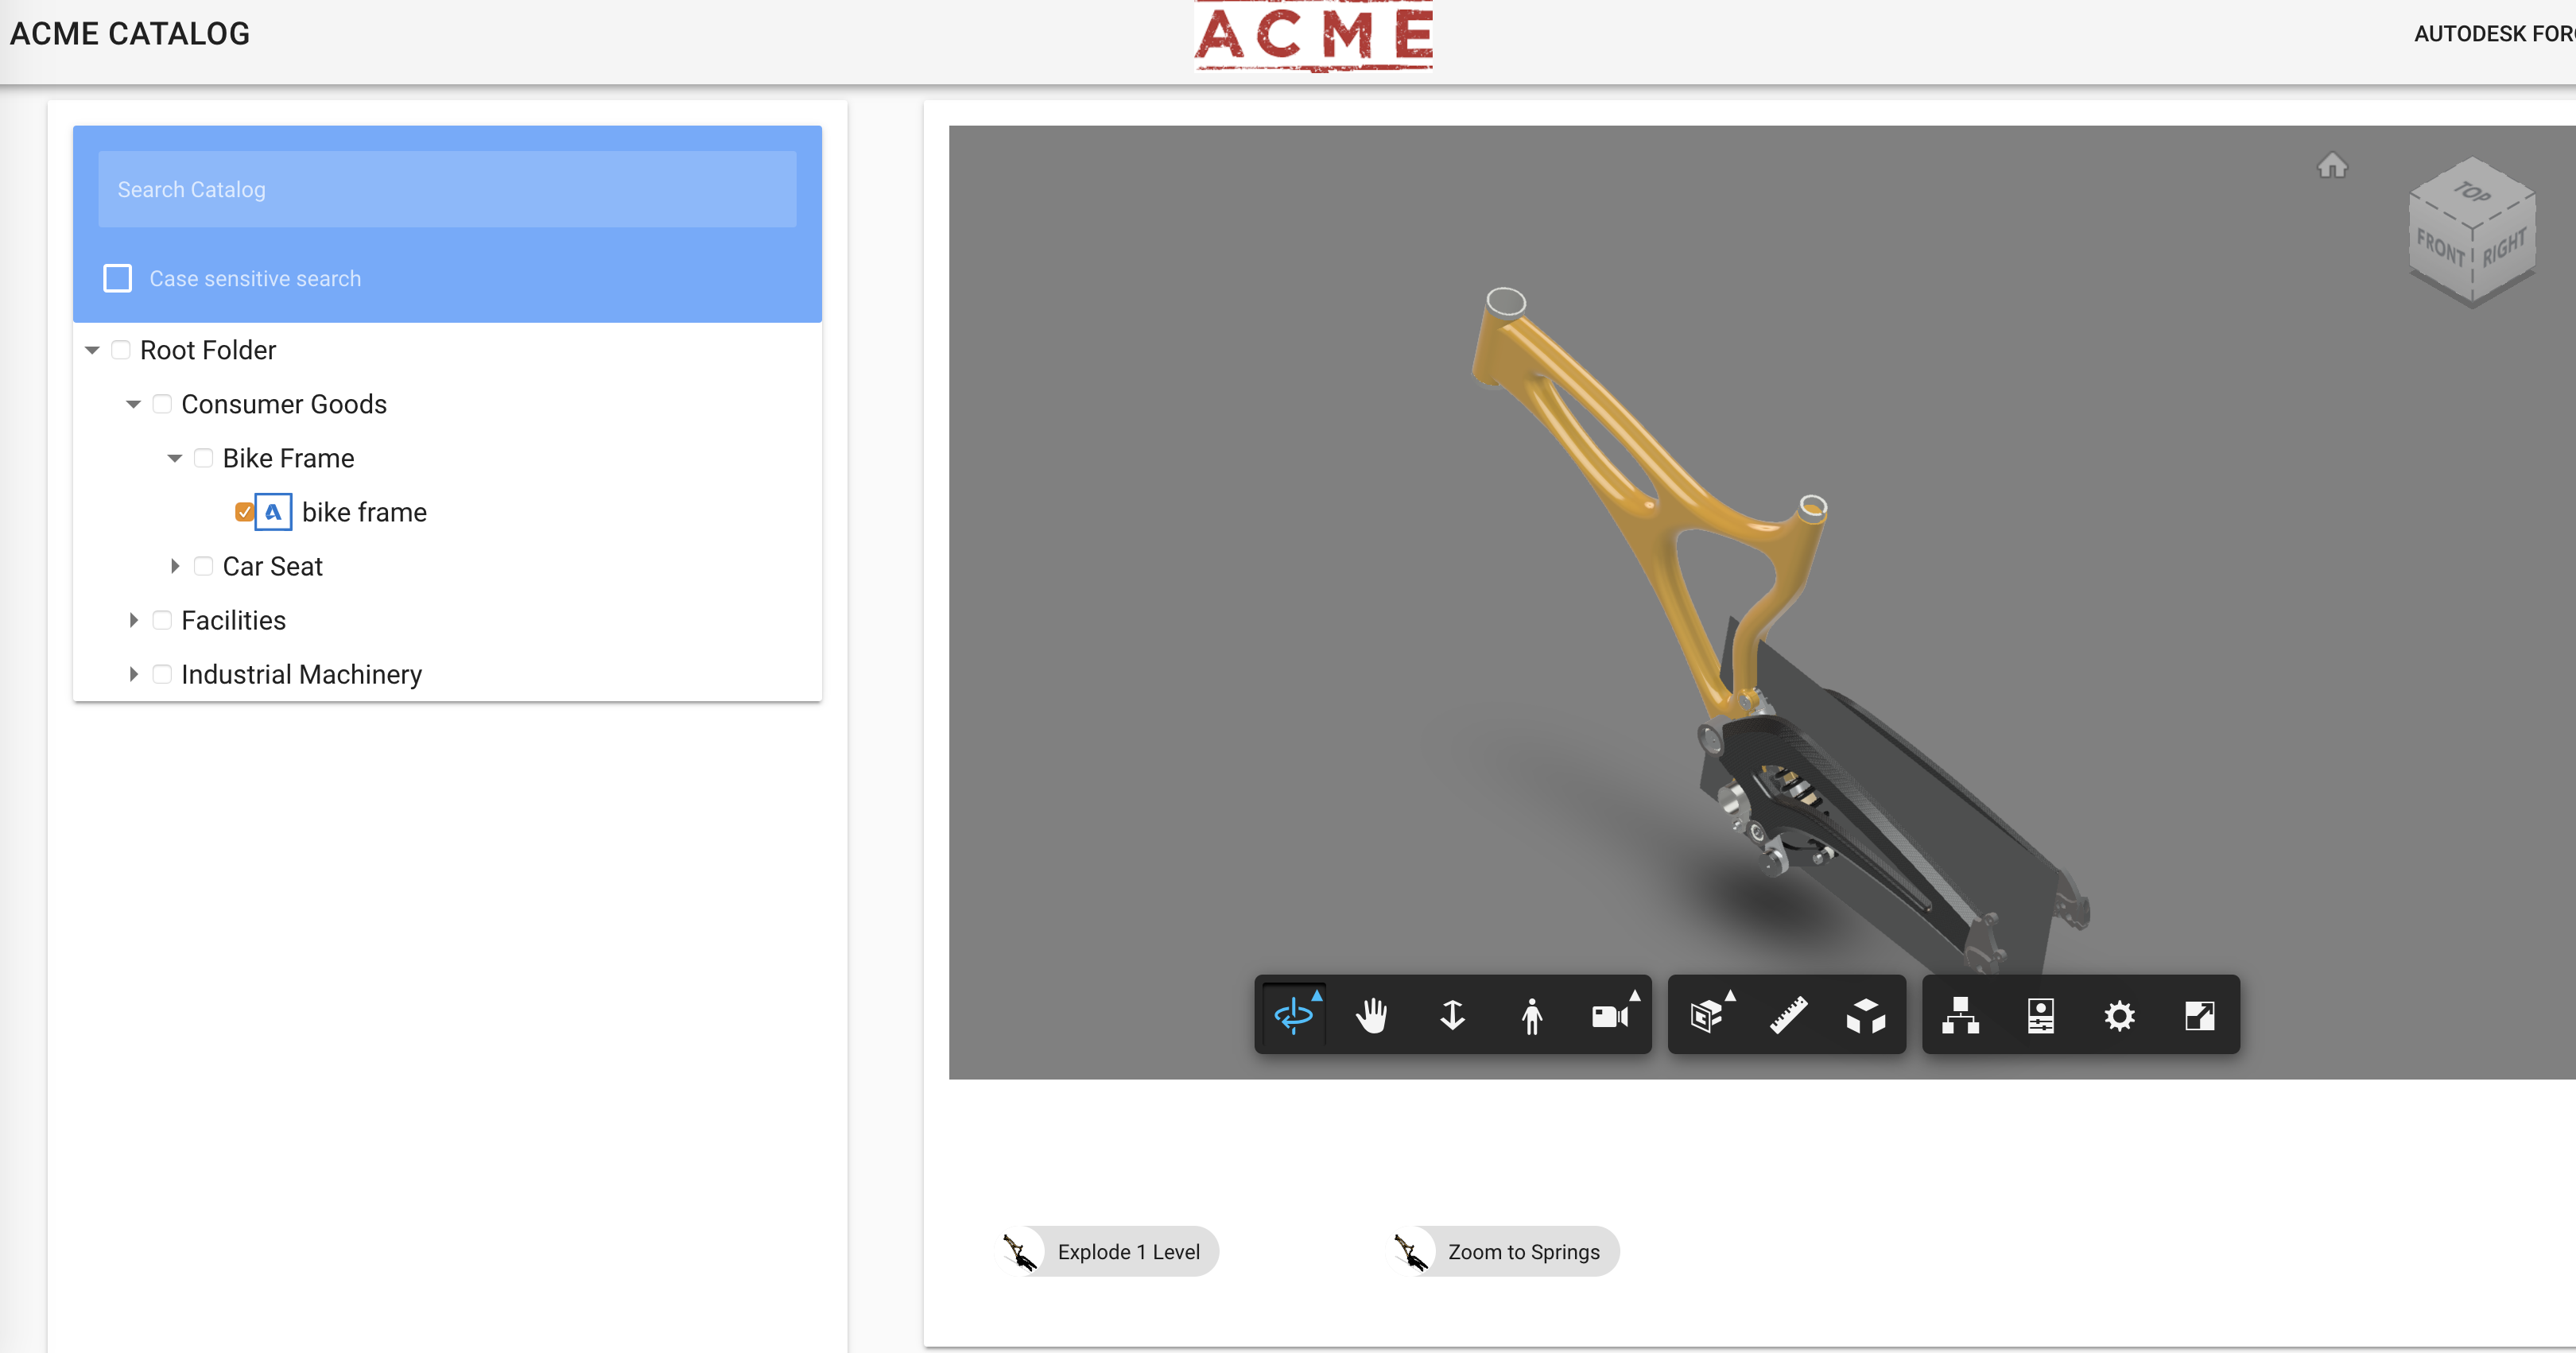 ACME CATALOG
ACME
AUTODESK FOR
Search Catalog
Case sensitive search
Root Folder
Consumer Goods
Bike Frame
A bike frame
Car Seat
Facilities
Industrial Machinery
TOP
FRONT
RIGHT
Explode 1 Level
Zoom to Springs